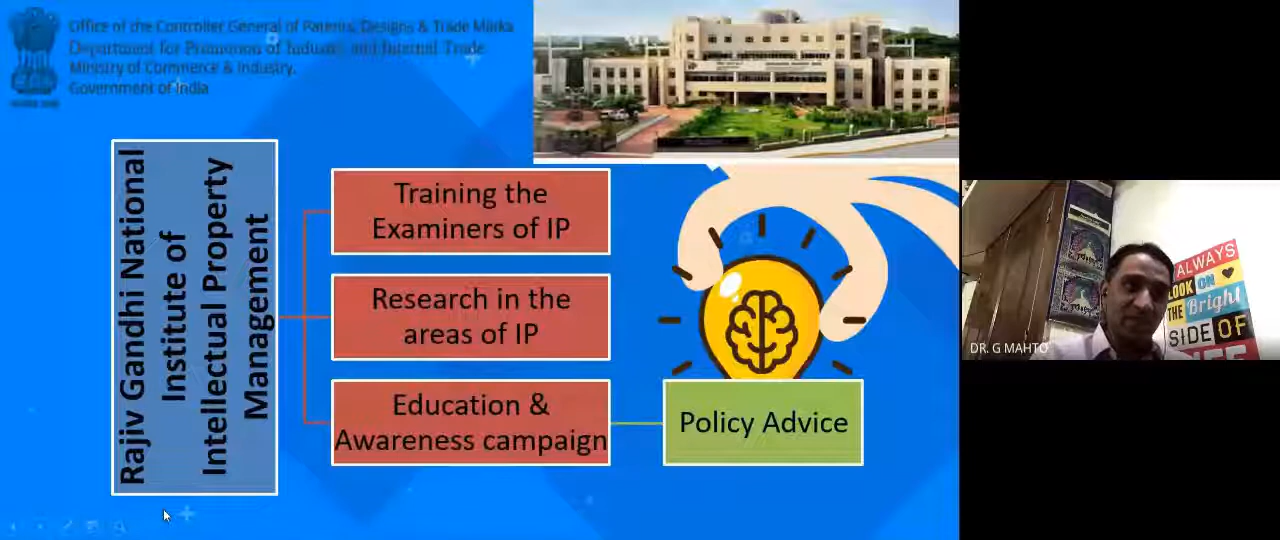 Office of the Controller General of Patents, Designs & Trade Marks
Department for Promotion of Industry and Internal Trade
Ministry of Commerce & Industry,
Government of India
Rajiv Gandhi National
Institute of
Intellectual Property
Management
Training the
Examiners of IP
Research in the
areas of IP
Education &
Awareness campaign
Policy Advice
DR. G MAHTO
ALWAYS
LOOK ON
THE Bright
SIDE OF